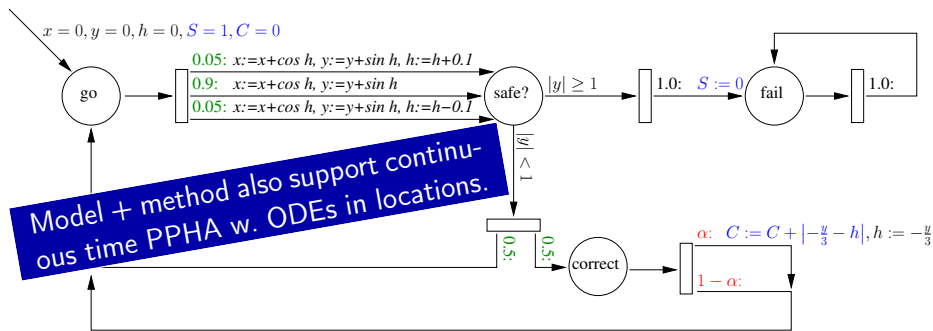 x = 0, y = 0, h = 0, S = 1, C = 0
go
0.05: x:=x+cos h, y:=y+sin h, h:=h+0.1
0.9: x:=x+cos h, y:=y+sin h
0.05: x:=x+cos h, y:=y+sin h, h:=h−0.1
safe?
|y| ≥ 1
1.0: S := 0
fail
1.0:
|y| < 1
Model + method also support continu-
ous time PPHA w. ODEs in locations.
0.5:
0.5:
correct
α: C := C + |−y/3 − h|, h := −y/3
1 − α: